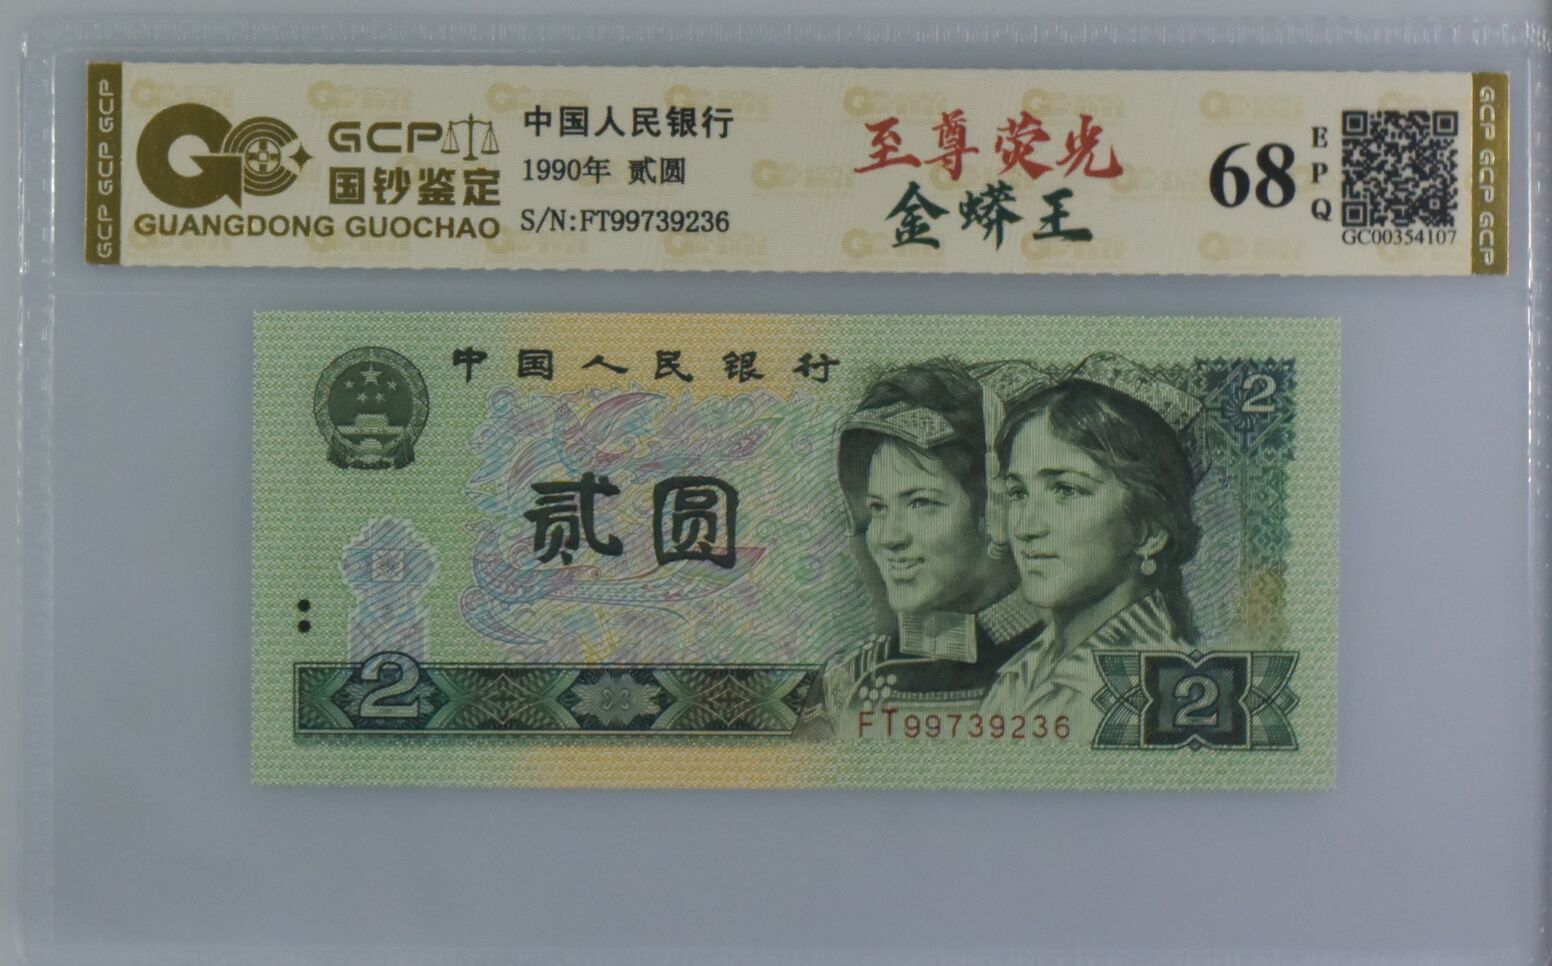 GCP GCP GCP
GCP
国钞鉴定
GUANGDONG GUOCHAO
中国人民银行
1990年 贰圆
S/N:FT99739236
至尊荧光
金蟒王
68
EPQ
GC00354107
GCP GCP GCP
中国人民银行
2
贰圆
2
FT99739236
2